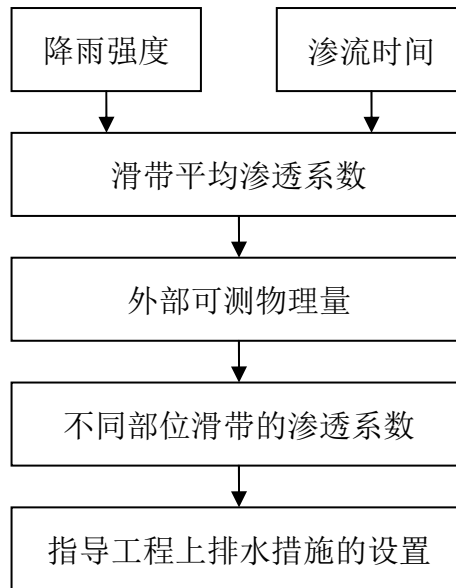 降雨强度
渗流时间
滑带平均渗透系数
外部可测物理量
不同部位滑带的渗透系数
指导工程上排水措施的设置